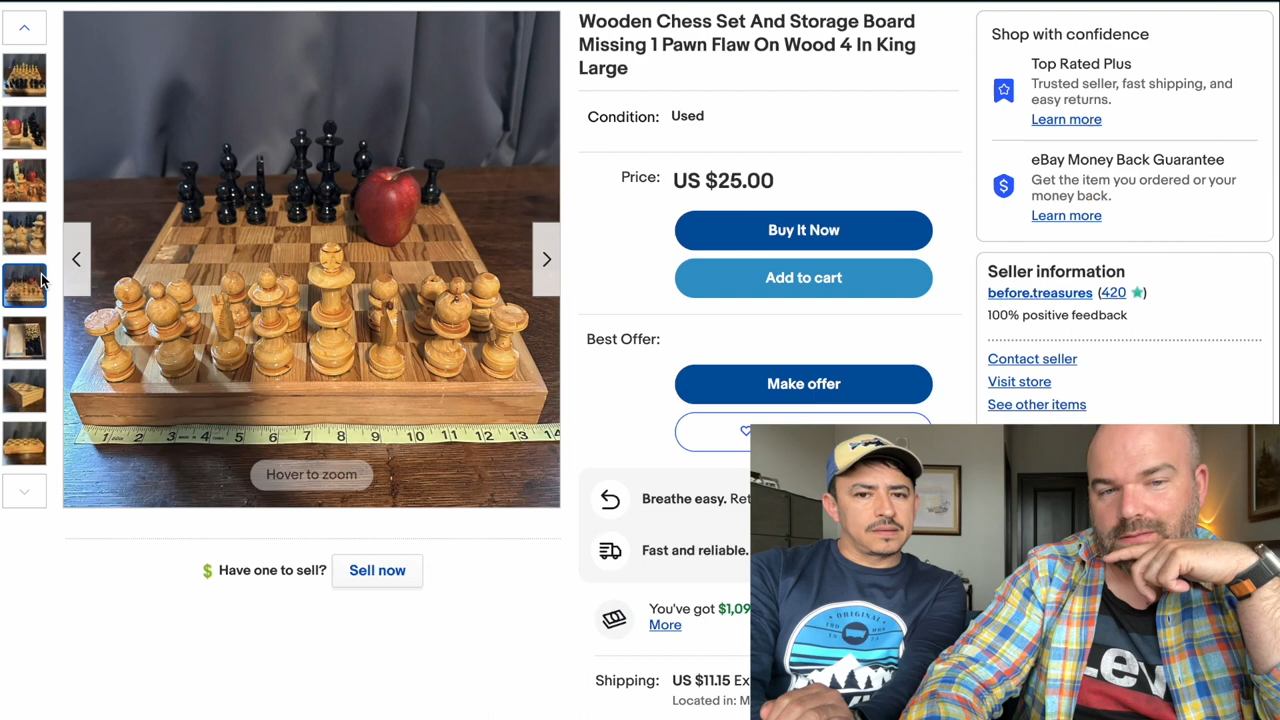 Wooden Chess Set And Storage Board
Missing 1 Pawn Flaw On Wood 4 In King
Large
Condition: Used
Price: US $25.00
Buy It Now
Add to cart
Best Offer:
Make offer
Breathe easy. Ret
Fast and reliable.
You've got $1,09
More
Shipping: US $11.15 Ex
Located in: M
1 2 3 4 5 6 7 8 9 10 11 12 13 14
Hover to zoom
Have one to sell? Sell now
Shop with confidence
Top Rated Plus
Trusted seller, fast shipping, and
easy returns.
Learn more
eBay Money Back Guarantee
Get the item you ordered or your
money back.
Learn more
Seller information
before.treasures (420)
100% positive feedback
Contact seller
Visit store
See other items
ORIGINAL